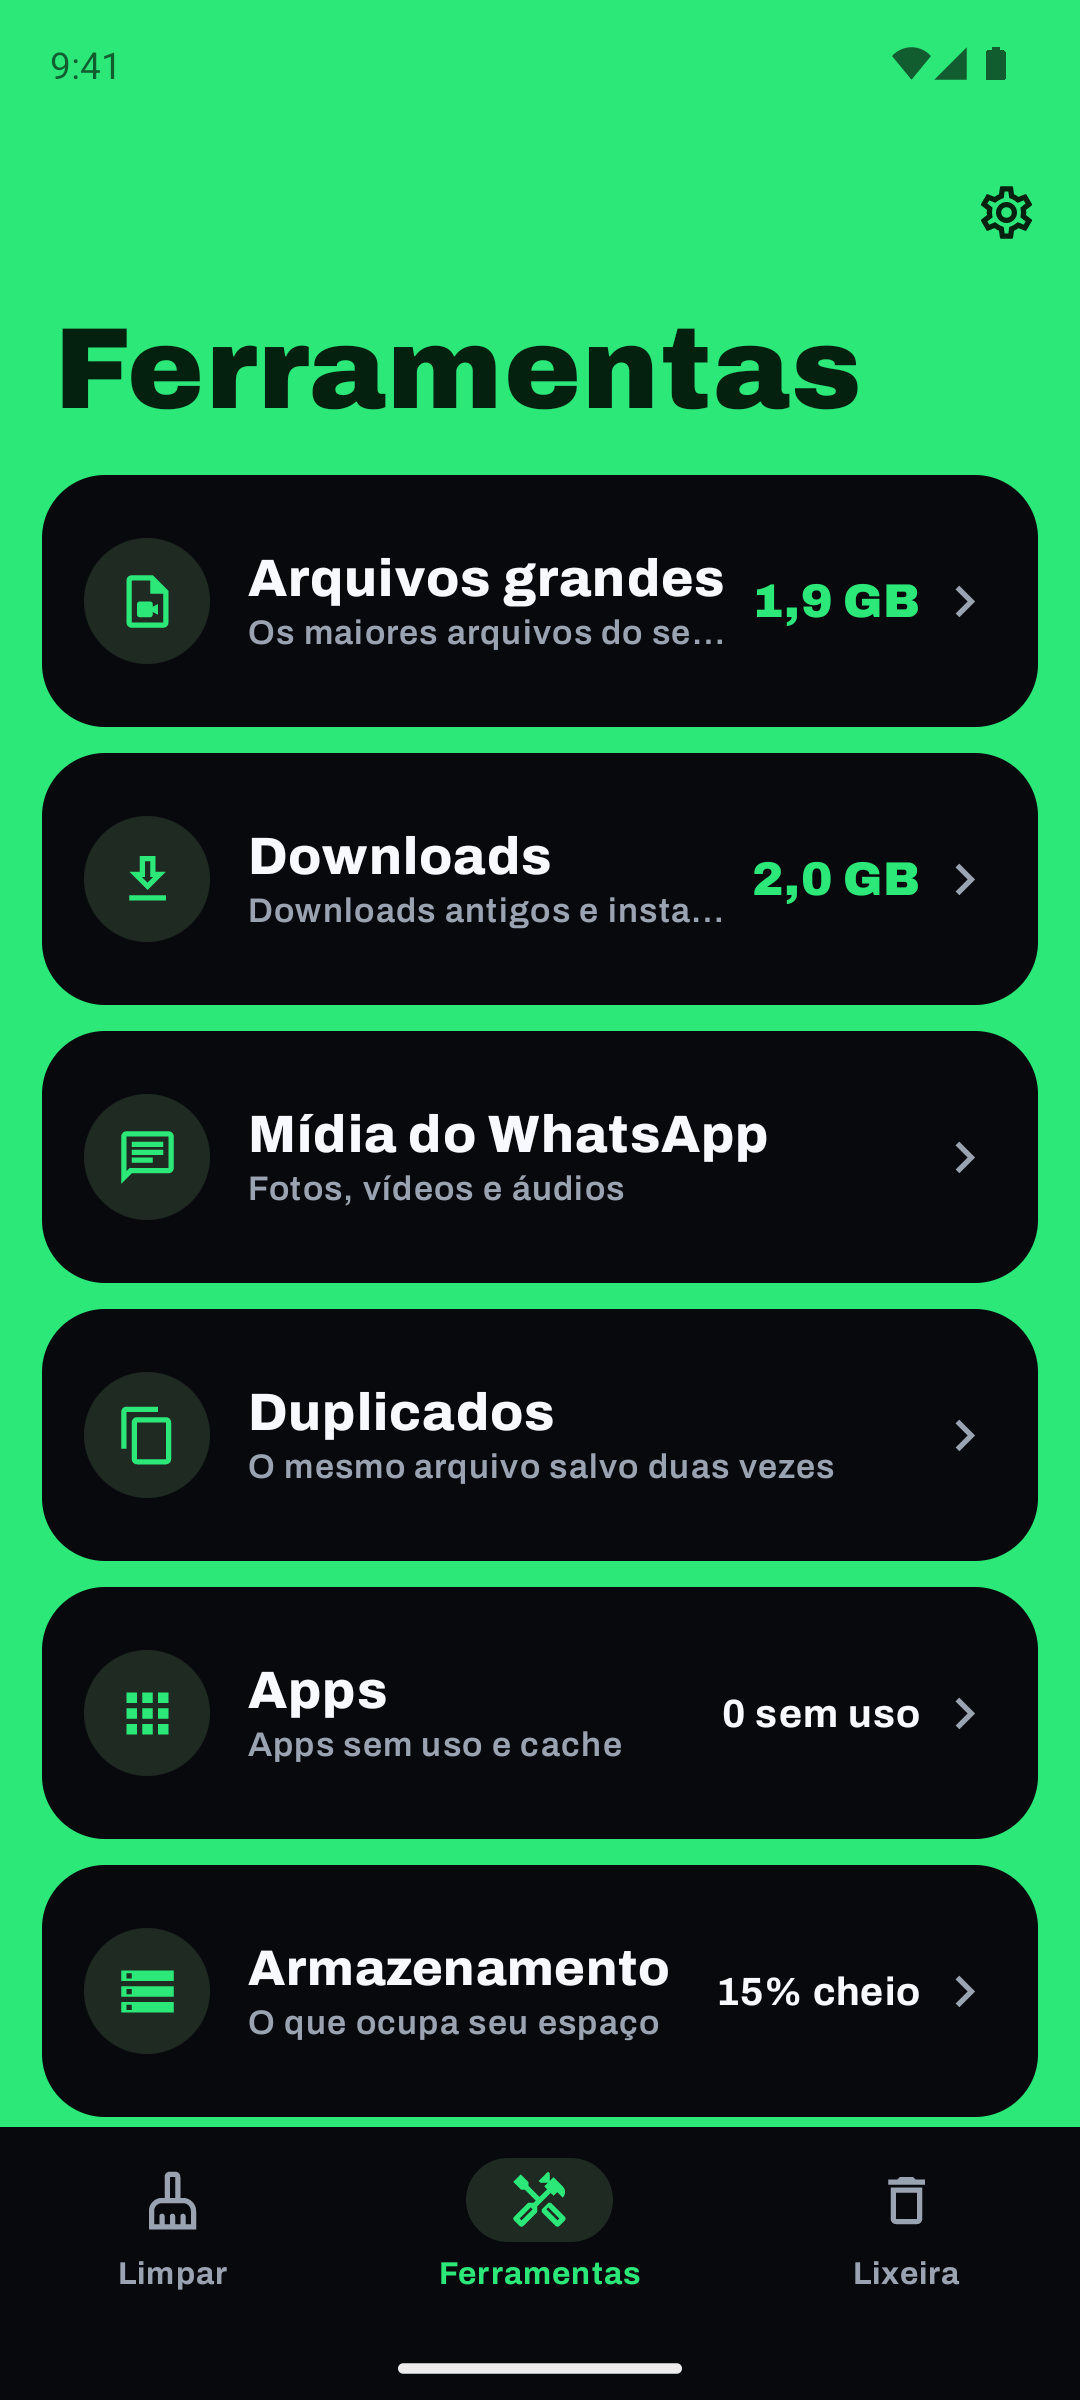 9:41
Ferramentas
Arquivos grandes
Os maiores arquivos do se...
1,9 GB
Downloads
Downloads antigos e insta...
2,0 GB
Mídia do WhatsApp
Fotos, vídeos e áudios
Duplicados
O mesmo arquivo salvo duas vezes
Apps
Apps sem uso e cache
0 sem uso
Armazenamento
O que ocupa seu espaço
15% cheio
Limpar
Ferramentas
Lixeira